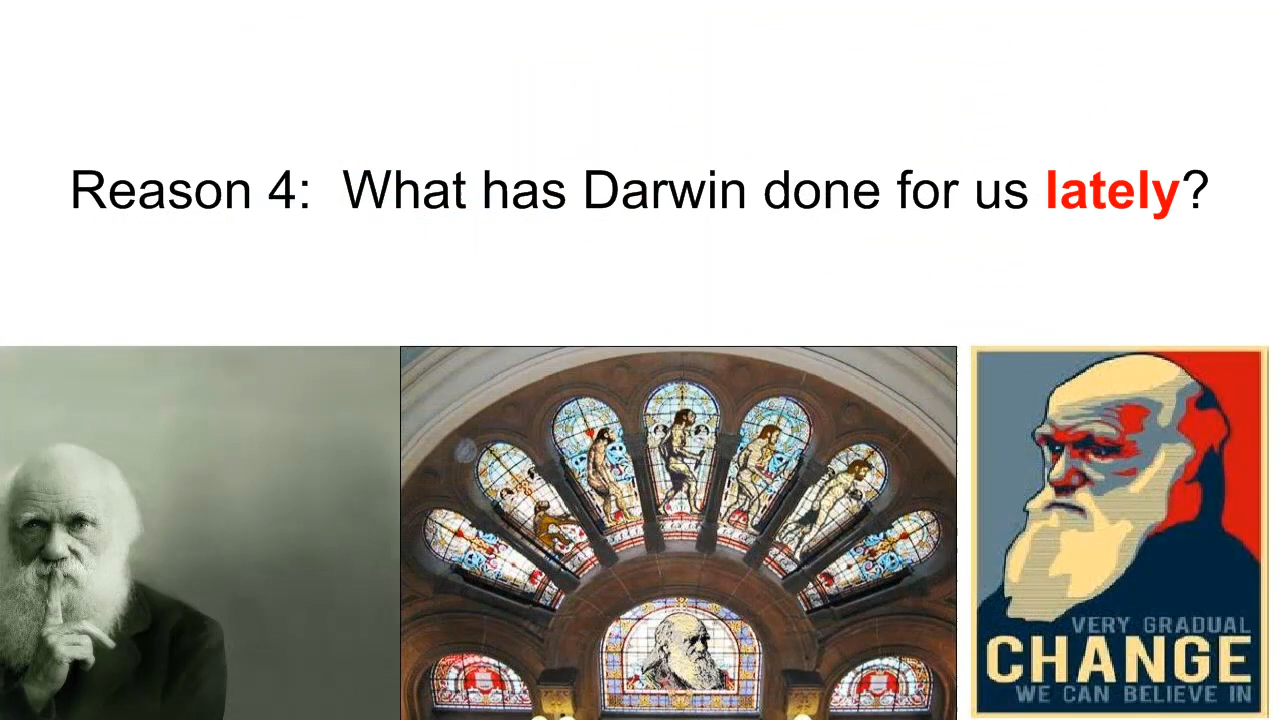 Reason 4:  What has Darwin done for us lately?
VERY GRADUAL
CHANGE
WE CAN BELIEVE IN